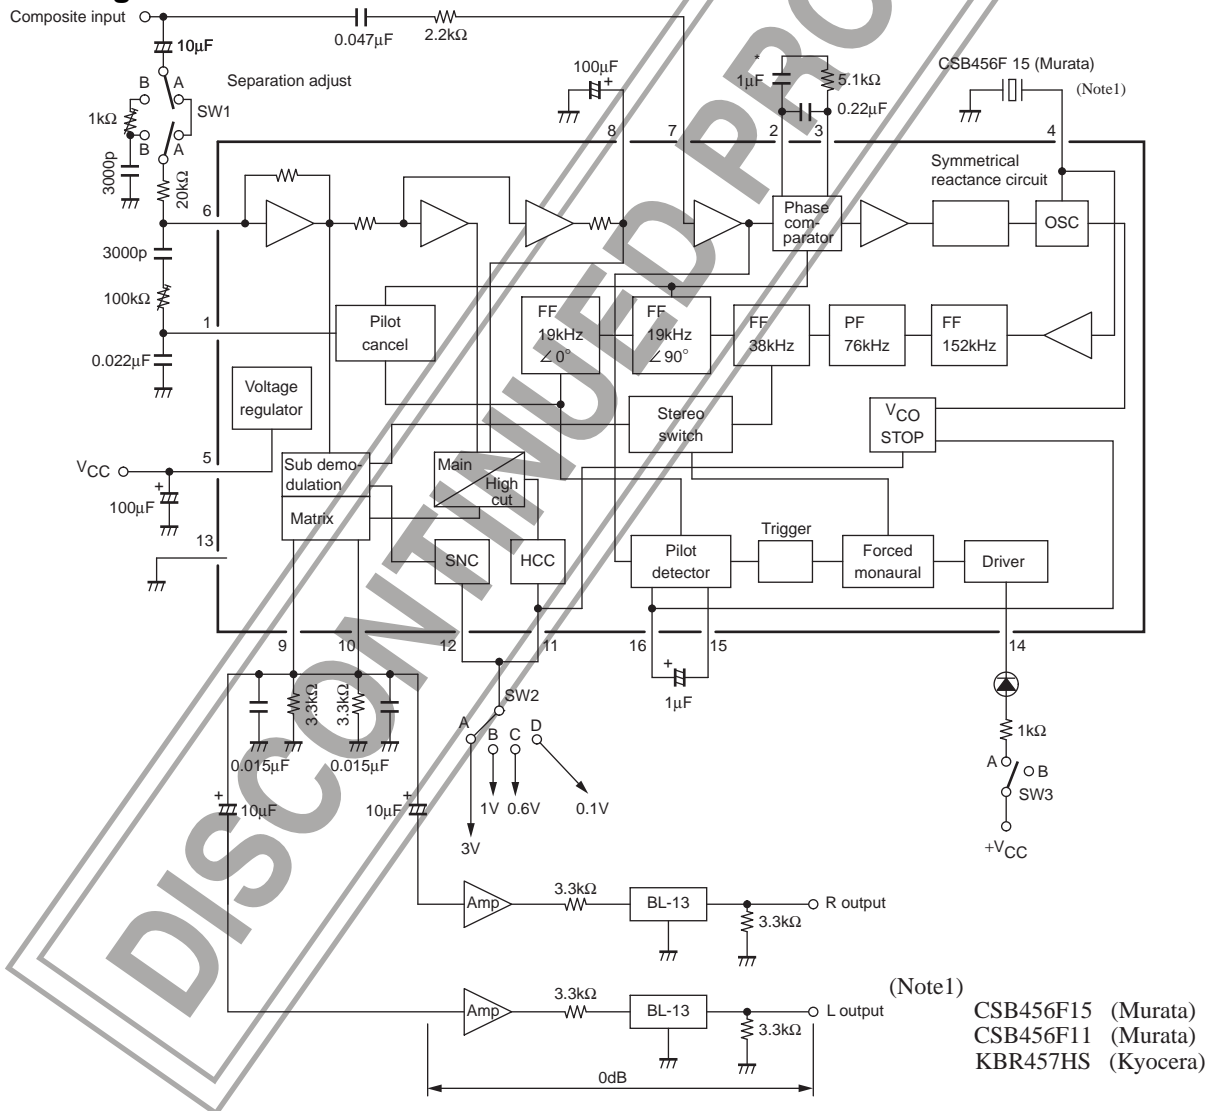 Composite input
0.047µF
2.2kΩ
10µF
B A
Separation adjust
SW1
1kΩ
B A
3000p
20kΩ
100µF
*
1µF
5.1kΩ
0.22µF
CSB456F 15 (Murata)
(Note1)
8
7
2
3
4
Symmetrical
reactance circuit
6
Phase
com-
parator
OSC
3000p
100kΩ
1
0.022µF
Pilot
cancel
FF
19kHz
∠0°
FF
19kHz
∠90°
FF
38kHz
PF
76kHz
FF
152kHz
Voltage
regulator
Stereo
switch
VCO
STOP
VCC
5
+
100µF
Sub demo-
dulation
Matrix
Main
High
cut
13
SNC
HCC
Pilot
detector
Trigger
Forced
monaural
Driver
9
10
12
11
16
15
14
3.3kΩ
3.3kΩ
0.015µF
0.015µF
SW2
A B C D
1V
0.6V
0.1V
3V
+
1µF
1kΩ
A
B
SW3
+VCC
+
10µF
10µF
+
Amp
3.3kΩ
BL-13
R output
3.3kΩ
Amp
3.3kΩ
BL-13
L output
3.3kΩ
0dB
(Note1)
CSB456F15 (Murata)
CSB456F11 (Murata)
KBR457HS (Kyocera)
DISCONTINUED PRO